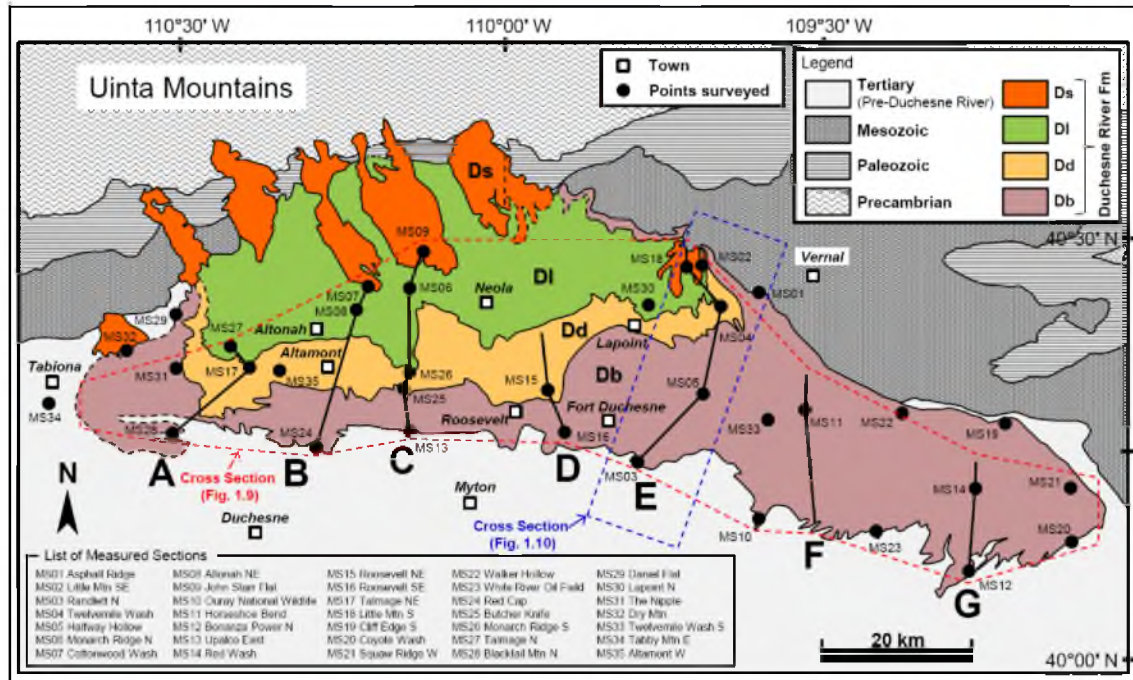 110°30' W
110°00' W
109°30' W
Uinta Mountains
Town
Points surveyed
Legend
Tertiary
(Pre-Duchesne River)
Mesozoic
Paleozoic
Precambrian
Ds
Dl
Dd
Db
Duchesne River Fm
40°30' N
Ds
MS09
MS18
MS02
Vernal
MS07
MS06
Neola
Dl
MS30
MS01
MS29
MS08
Altonah
Dd
Lapoint
MS04
MS32
MS27
Altamont
Tabiona
MS31
MS17
MS35
MS26
MS15
Db
MS05
MS25
MS34
Roosevelt
Fort Duchesne
MS33
MS11
MS22
MS19
MS28
MS24
MS13
MS16
A
B
C
D
E
MS03
N
Cross Section
(Fig. 1.9)
Myton
MS14
MS21
Duchesne
Cross Section
(Fig. 1.10)
MS10
F
MS23
MS20
MS12
G
List of Measured Sections
MS01 Asphalt Ridge
MS02 Little Mtn SE
MS03 Randlett N
MS04 Twelvemile Wash
MS05 Halfway Hollow
MS06 Monarch Ridge N
MS07 Cottonwood Wash
MS08 Altonah NE
MS09 John Starr Flat
MS10 Ouray National Wildlife
MS11 Horseshoe Bend
MS12 Bonanza Power N
MS13 Upalco East
MS14 Red Wash
MS15 Roosevelt NE
MS16 Roosevelt SE
MS17 Talmage NE
MS18 Little Mtn S
MS19 Cliff Edge S
MS20 Coyote Wash
MS21 Squaw Ridge W
MS22 Walker Hollow
MS23 White River Oil Field
MS24 Red Cap
MS25 Butcher Knife
MS26 Monarch Ridge S
MS27 Talmage N
MS28 Blacktail Mtn N
MS29 Daniel Flat
MS30 Lapoint N
MS31 The Nipple
MS32 Dry Mtn
MS33 Twelvemile Wash S
MS34 Tabby Mtn E
MS35 Altamont W
20 km
40°00' N